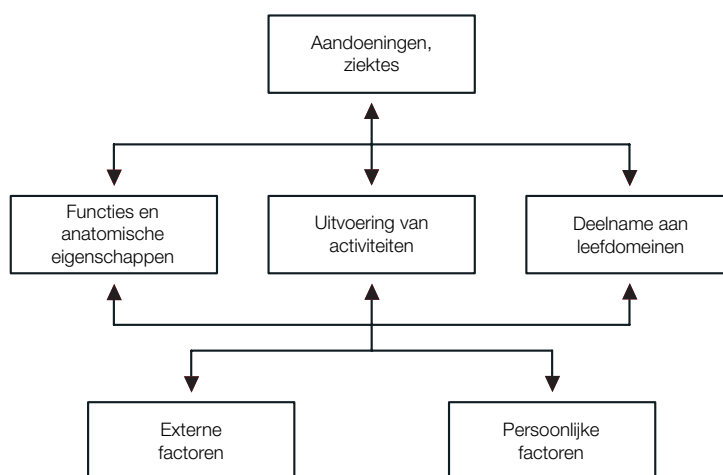 Aandoeningen,
ziektes
Functies en
anatomische
eigenschappen
Uitvoering van
activiteiten
Deelname aan
leefdomeinen
Externe
factoren
Persoonlijke
factoren